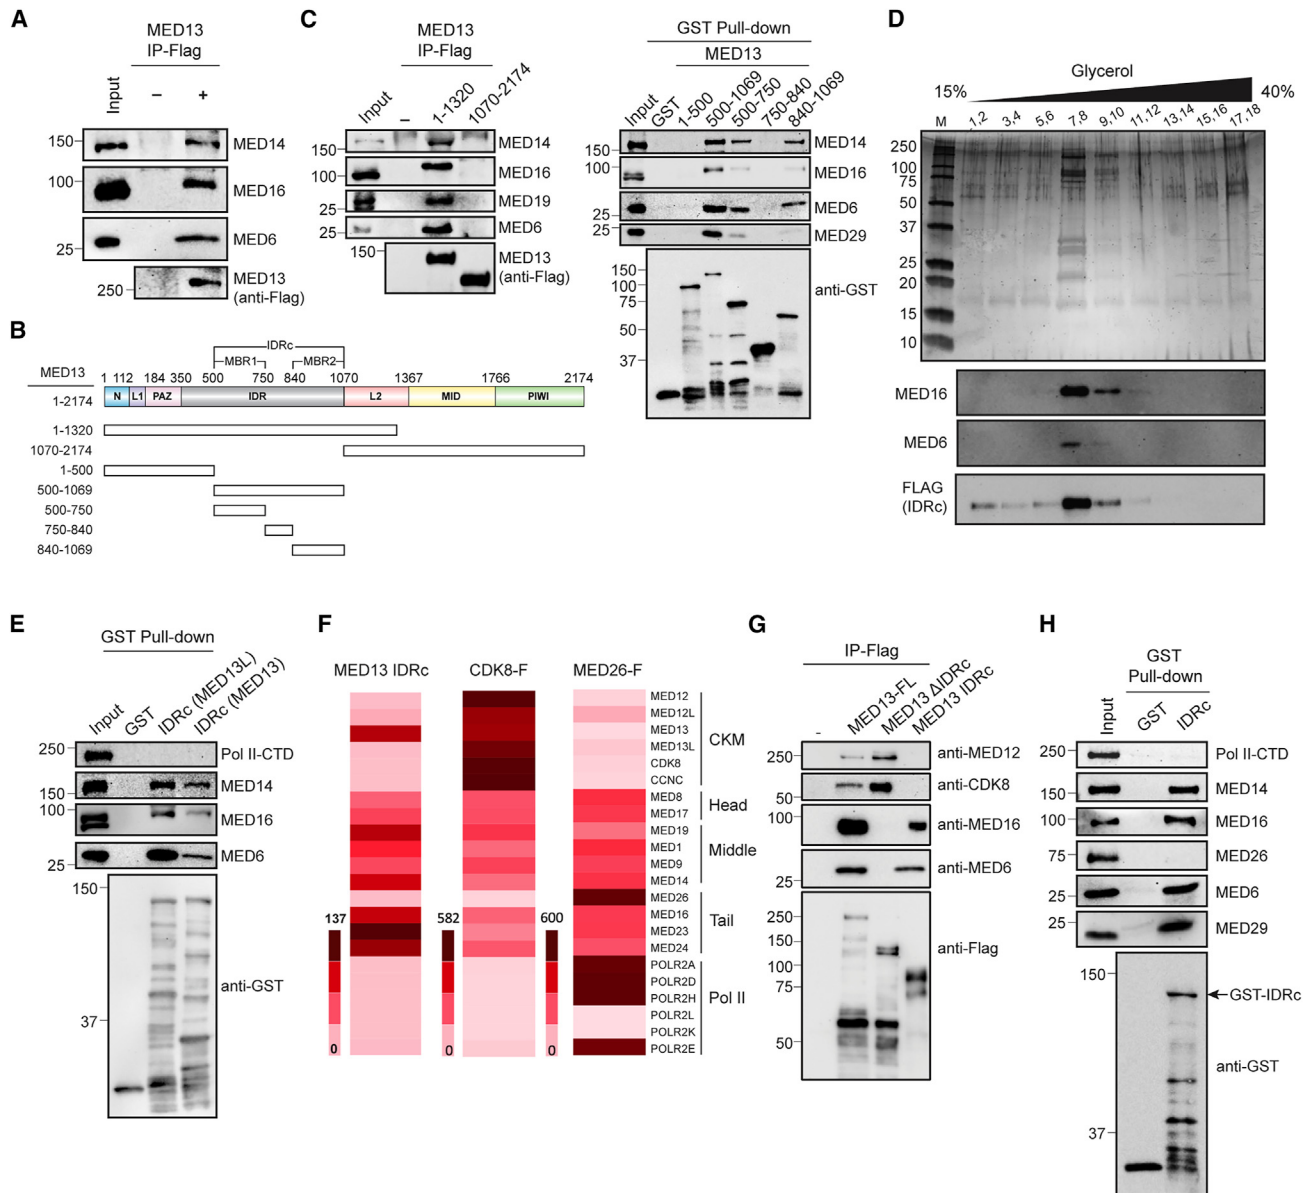 A
MED13
IP-Flag
Input
–
+
150
MED14
100
MED16
25
MED6
250
MED13
(anti-Flag)
B
MED13
IDRc
MBR1
MBR2
1 112 184 350 500 750 840 1070 1367 1766 2174
1-2174
N L1 PAZ IDR L2 MID PIWI
1-1320
1070-2174
1-500
500-1069
500-750
750-840
840-1069
C
MED13
IP-Flag
Input
–
1-1320
1070-2174
150
MED14
100
MED16
25
MED19
25
MED6
150
MED13
(anti-Flag)
GST Pull-down
MED13
Input
GST
1-500
500-1069
500-750
750-840
840-1069
150
MED14
100
MED16
25
MED6
25
MED29
150
100
75
50
37
anti-GST
D
Glycerol
15%
40%
M
1,2
3,4
5,6
7,8
9,10
11,12
13,14
15,16
17,18
250
100
75
50
37
25
20
15
10
MED16
MED6
FLAG
(IDRc)
E
GST Pull-down
Input
GST
IDRc (MED13L)
IDRc (MED13)
250
Pol II-CTD
150
MED14
100
MED16
25
MED6
150
37
anti-GST
F
MED13 IDRc
CDK8-F
MED26-F
MED12
MED12L
MED13
MED13L
CDK8
CCNC
CKM
MED8
MED17
Head
MED19
MED1
MED9
MED14
Middle
MED26
MED16
MED23
MED24
Tail
POLR2A
POLR2D
POLR2H
POLR2L
POLR2K
POLR2E
Pol II
137
0
582
0
600
0
G
IP-Flag
-
MED13-FL
MED13 ΔIDRc
MED13 IDRc
250
anti-MED12
50
anti-CDK8
100
anti-MED16
25
anti-MED6
250
150
100
75
50
anti-Flag
H
GST
Pull-down
Input
GST
IDRc
250
Pol II-CTD
150
MED14
100
MED16
75
MED26
25
MED6
25
MED29
150
GST-IDRc
anti-GST
37